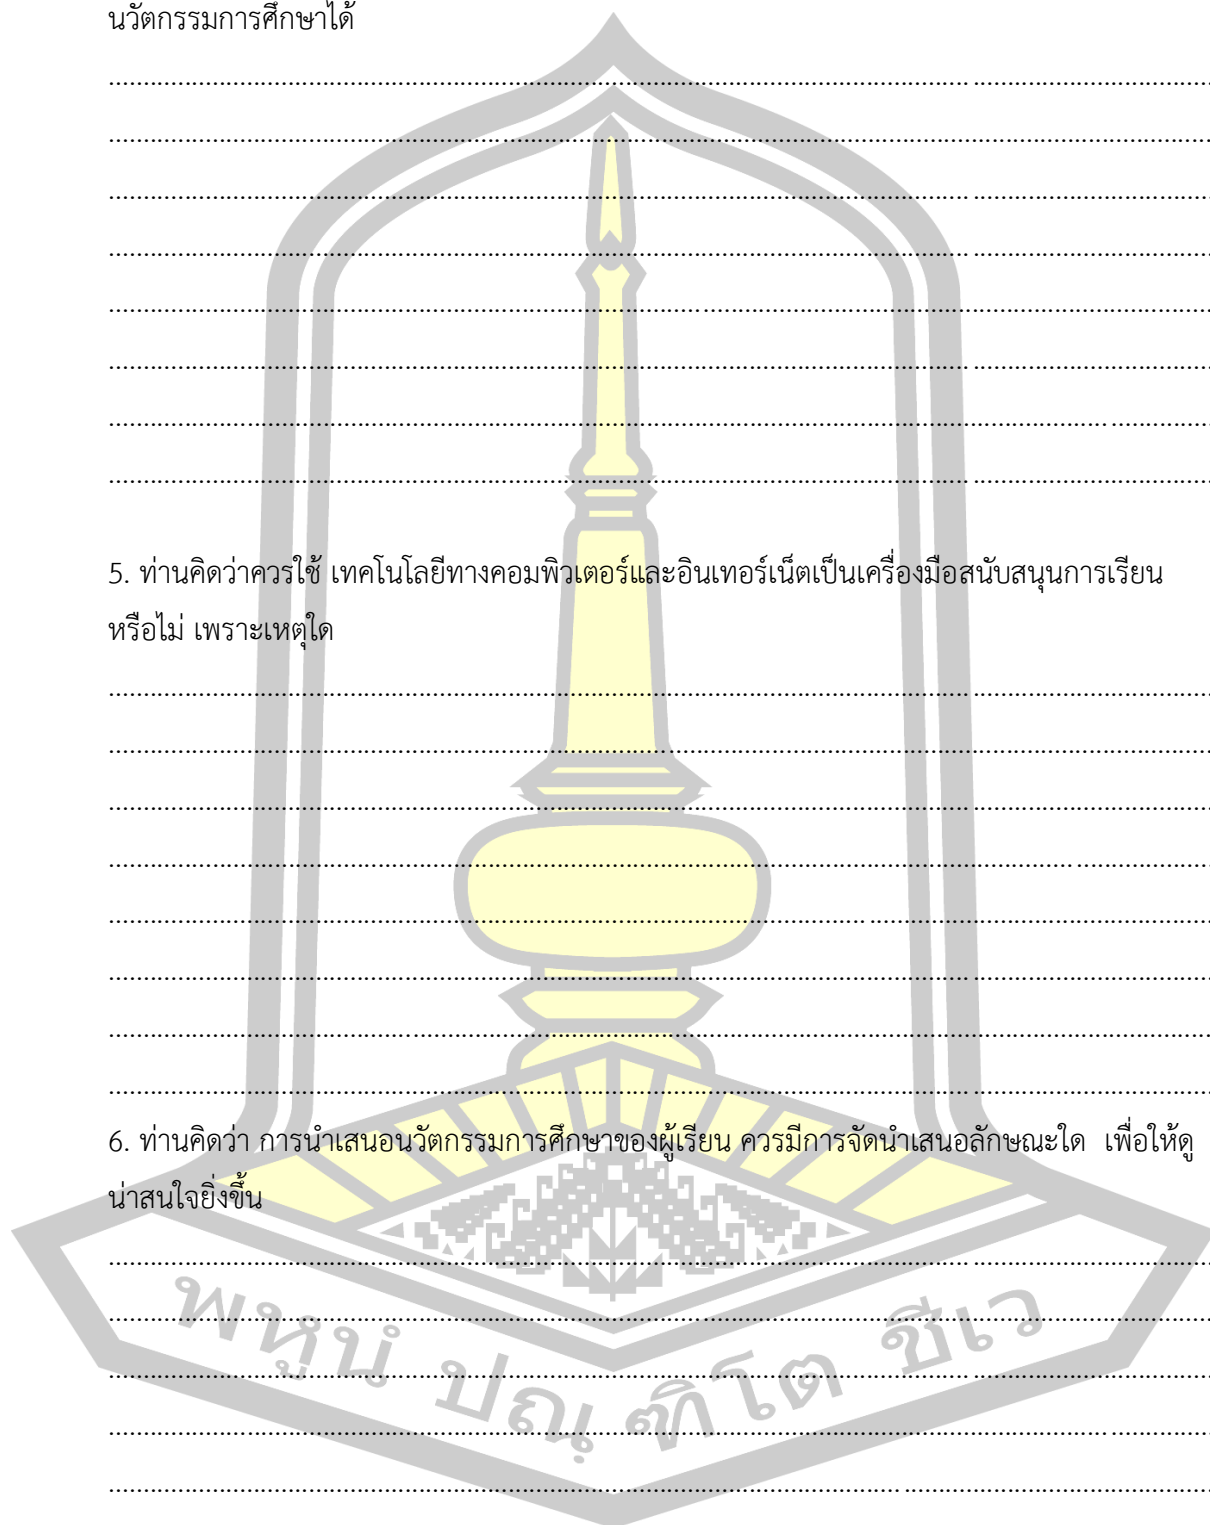 นวัตกรรมการศึกษาได้
5. ท่านคิดว่าควรใช้ เทคโนโลยีทางคอมพิวเตอร์และอินเทอร์เน็ตเป็นเครื่องมือสนับสนุนการเรียน
หรือไม่ เพราะเหตุใด
6. ท่านคิดว่า การนำเสนอนวัตกรรมการศึกษาของผู้เรียน ควรมีการจัดนำเสนอลักษณะใด เพื่อให้ดู
น่าสนใจยิ่งขึ้น
พหูนํ ปณฺฑิโต ชีเว